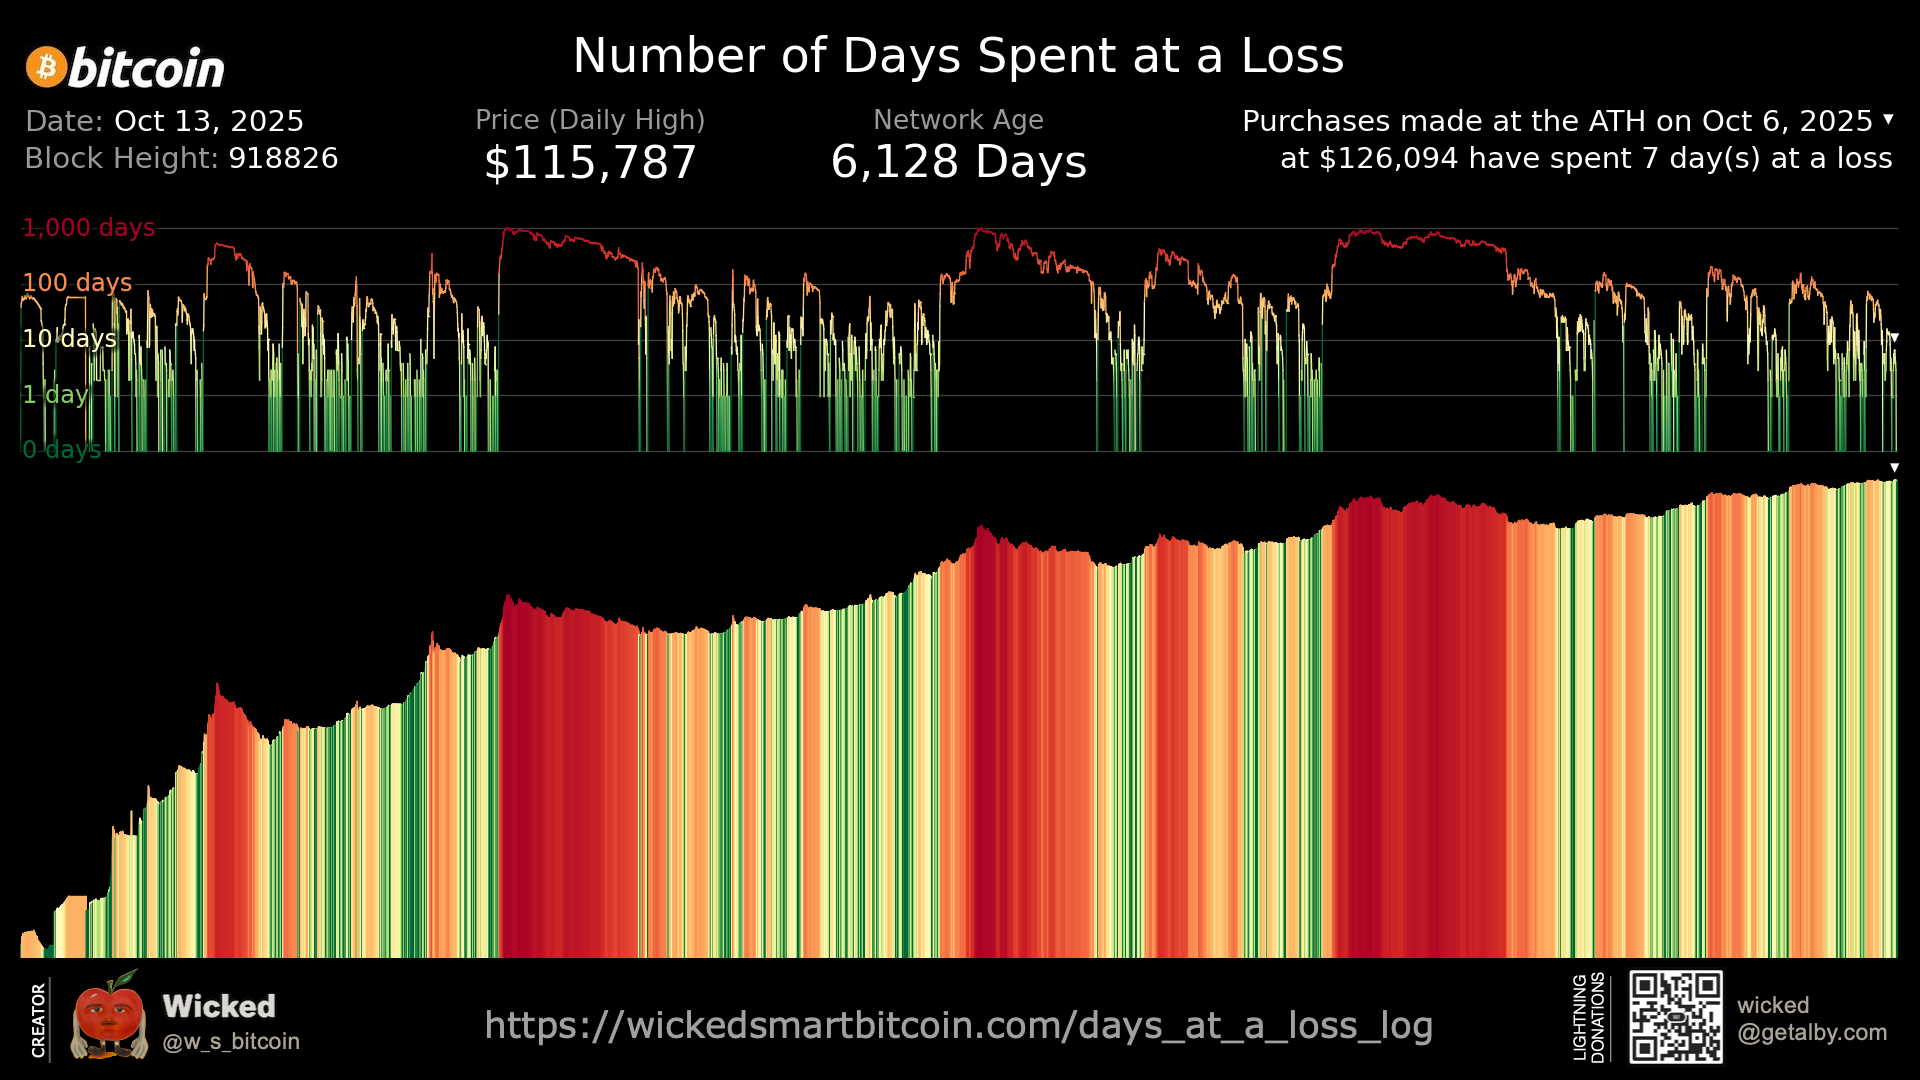 bitcoin
Number of Days Spent at a Loss
Date: Oct 13, 2025
Block Height: 918826
Price (Daily High)
$115,787
Network Age
6,128 Days
Purchases made at the ATH on Oct 6, 2025 ▾
at $126,094 have spent 7 day(s) at a loss
1,000 days
100 days
10 days
1 day
0 days
CREATOR
Wicked
@w_s_bitcoin
https://wickedsmartbitcoin.com/days_at_a_loss_log
LIGHTNING
DONATIONS
wicked
@getalby.com